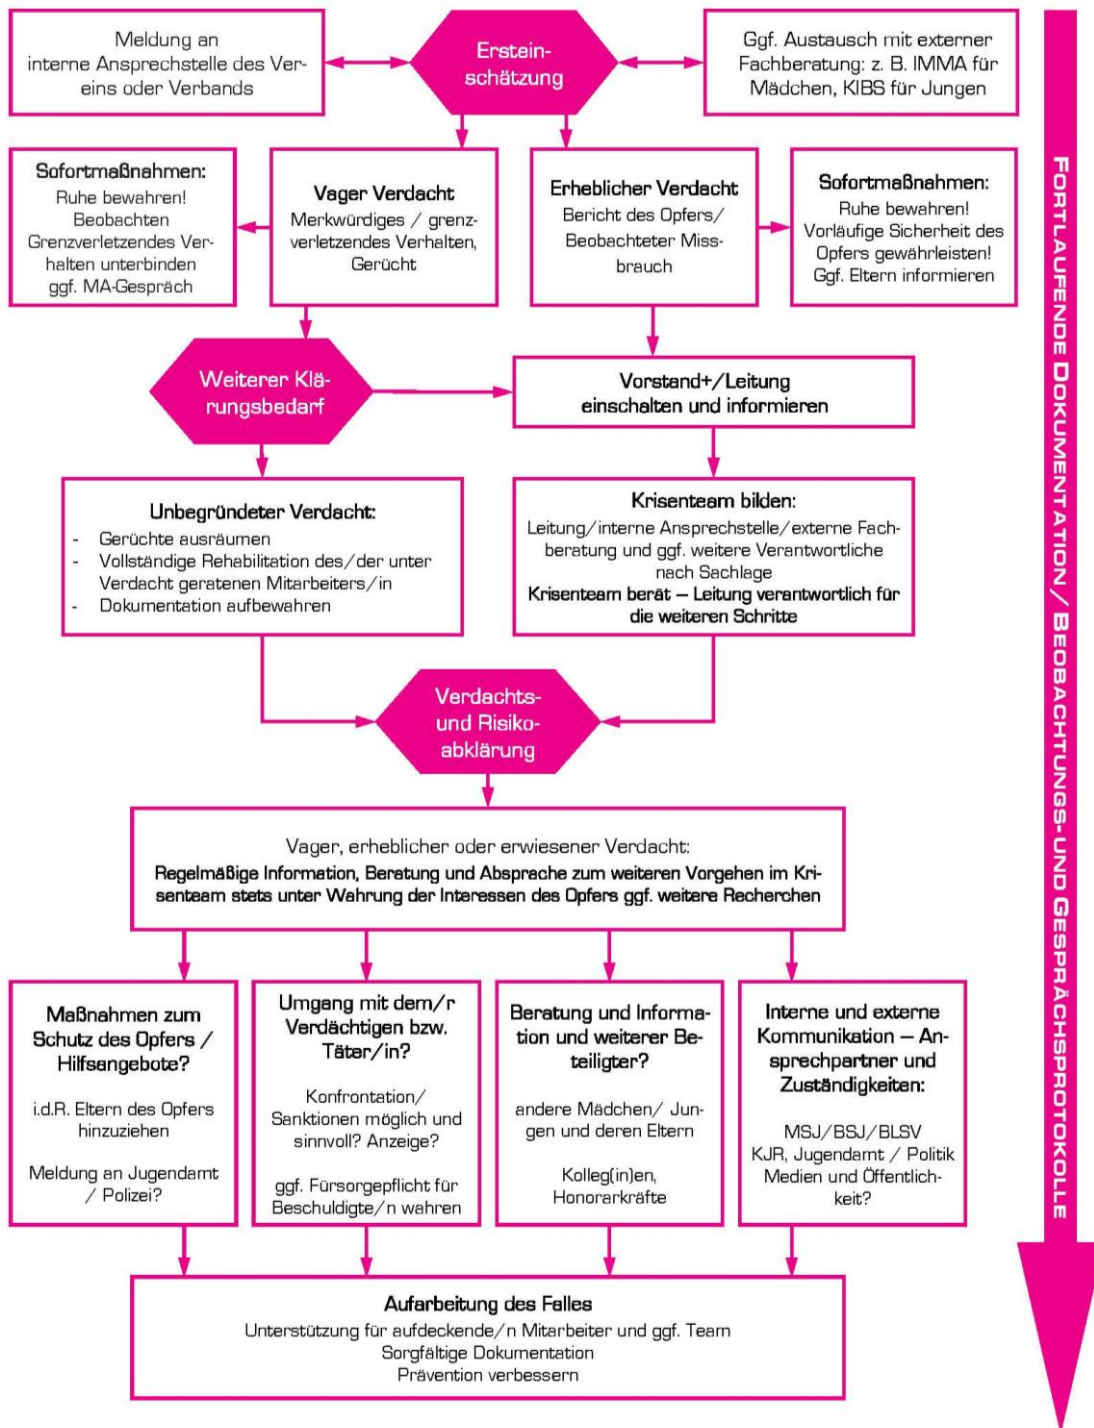 Meldung an
interne Ansprechstelle des Ver-
eins oder Verbands
Erstein-
schätzung
Ggf. Austausch mit externer
Fachberatung: z. B. IMMA für
Mädchen, KIBS für Jungen
Sofortmaßnahmen:
Ruhe bewahren!
Beobachten
Grenzverletzendes Ver-
halten unterbinden
ggf. MA-Gespräch
Vager Verdacht
Merkwürdiges / grenz-
verletzendes Verhalten,
Gerücht
Erheblicher Verdacht
Bericht des Opfers/
Beobachteter Miss-
brauch
Sofortmaßnahmen:
Ruhe bewahren!
Vorläufige Sicherheit des
Opfers gewährleisten!
Ggf. Eltern informieren
Weiterer Klä-
rungsbedarf
Vorstand+/Leitung
einschalten und informieren
Unbegründeter Verdacht:
- Gerüchte ausräumen
- Vollständige Rehabilitation des/der unter
Verdacht geratenen Mitarbeiters/in
- Dokumentation aufbewahren
Krisenteam bilden:
Leitung/interne Ansprechstelle/externe Fach-
beratung und ggf. weitere Verantwortliche
nach Sachlage
Krisenteam berät – Leitung verantwortlich für
die weiteren Schritte
Verdachts-
und Risiko-
abklärung
Vager, erheblicher oder erwiesener Verdacht:
Regelmäßige Information, Beratung und Absprache zum weiteren Vorgehen im Kri-
senteam stets unter Wahrung der Interessen des Opfers ggf. weitere Recherchen
Maßnahmen zum
Schutz des Opfers /
Hilfsangebote?
i.d.R. Eltern des Opfers
hinzuziehen
Meldung an Jugendamt
/ Polizei?
Umgang mit dem/r
Verdächtigen bzw.
Täter/in?
Konfrontation/
Sanktionen möglich und
sinnvoll? Anzeige?
ggf. Fürsorgepflicht für
Beschuldigte/n wahren
Beratung und Informa-
tion und weiterer Be-
teiligter?
andere Mädchen/ Jun-
gen und deren Eltern
Kolleg(in)en,
Honorarkräfte
Interne und externe
Kommunikation – An-
sprechpartner und
Zuständigkeiten:
MSJ/BSJ/BLSV
KJR, Jugendamt / Politik
Medien und Öffentlich-
keit?
Aufarbeitung des Falles
Unterstützung für aufdeckende/n Mitarbeiter und ggf. Team
Sorgfältige Dokumentation
Prävention verbessern
FORTLAUFENDE DOKUMENTATION / BEOBACHTUNGS- UND GESPRÄCHSPROTOKOLLE